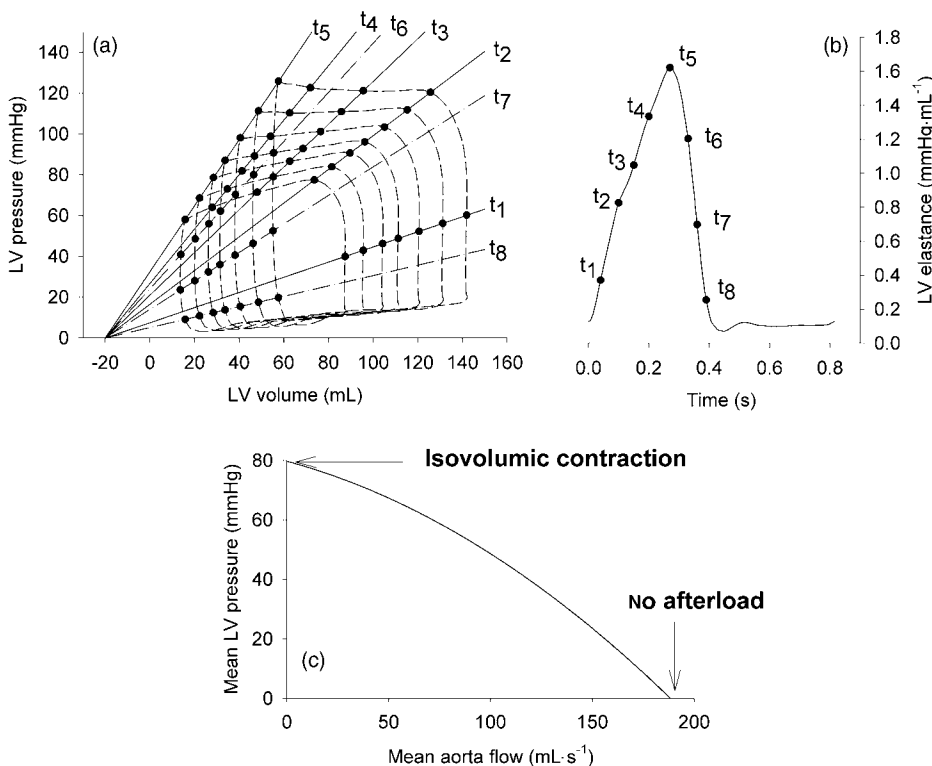 (a)
LV pressure (mmHg)
140
120
100
80
60
40
20
0
t5
t4
t6
t3
t2
t7
t1
t8
-20 0 20 40 60 80 100 120 140 160
LV volume (mL)
(b)
t5
t4
t6
t3
t2
t7
t1
t8
1.8
1.6
1.4
1.2
1.0
0.8
0.6
0.4
0.2
0.0
LV elastance (mmHg·mL-1)
0.0 0.2 0.4 0.6 0.8
Time (s)
Mean LV pressure (mmHg)
80
60
40
20
0
Isovolumic contraction
No afterload
(c)
0 50 100 150 200
Mean aorta flow (mL·s-1)